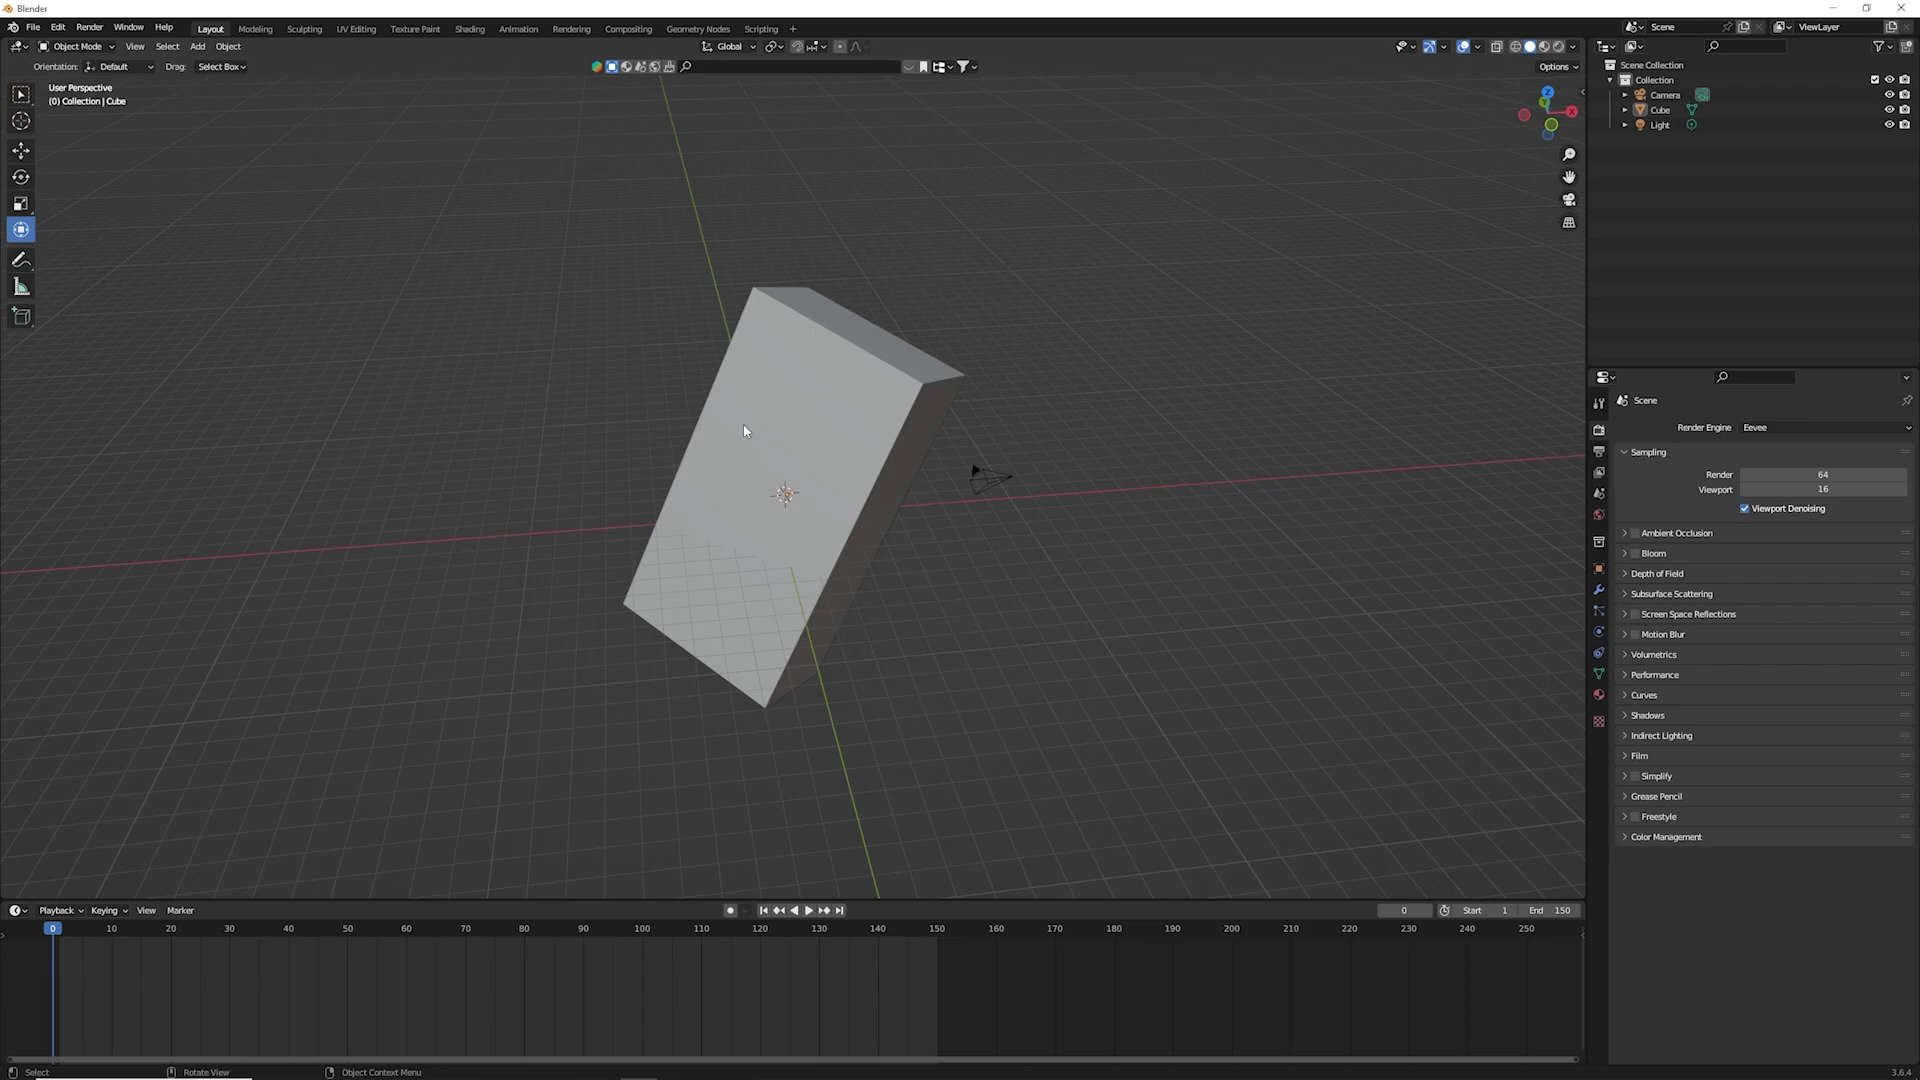 Blender
File Edit Render Window Help Layout Modeling Sculpting UV Editing Texture Paint Shading Animation Rendering Compositing Geometry Nodes Scripting + Scene ViewLayer
Object Mode View Select Add Object Global
Orientation: Default Drag: Select Box Options
User Perspective
(0) Collection | Cube
Z
Y
X
Scene Collection
Collection
Camera
Cube
Light
Scene
Render Engine Eevee
Sampling
Render 64
Viewport 16
Viewport Denoising
Ambient Occlusion
Bloom
Depth of Field
Subsurface Scattering
Screen Space Reflections
Motion Blur
Volumetrics
Performance
Curves
Shadows
Indirect Lighting
Film
Simplify
Grease Pencil
Freestyle
Color Management
Playback Keying View Marker 0 Start 1 End 150
0 10 20 30 40 50 60 70 80 90 100 110 120 130 140 150 160 170 180 190 200 210 220 230 240 250
Select Rotate View Object Context Menu 3.6.4